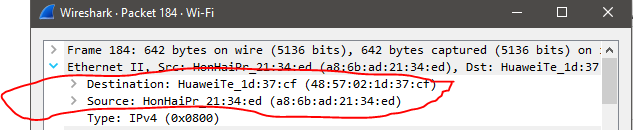 Wireshark · Packet 184 · Wi-Fi
Frame 184: 642 bytes on wire (5136 bits), 642 bytes captured (5136 bits) on
Ethernet II, Src: HonHaiPr_21:34:ed (a8:6b:ad:21:34:ed), Dst: HuaweiTe_1d:37
Destination: HuaweiTe_1d:37:cf (48:57:02:1d:37:cf)
Source: HonHaiPr_21:34:ed (a8:6b:ad:21:34:ed)
Type: IPv4 (0x0800)